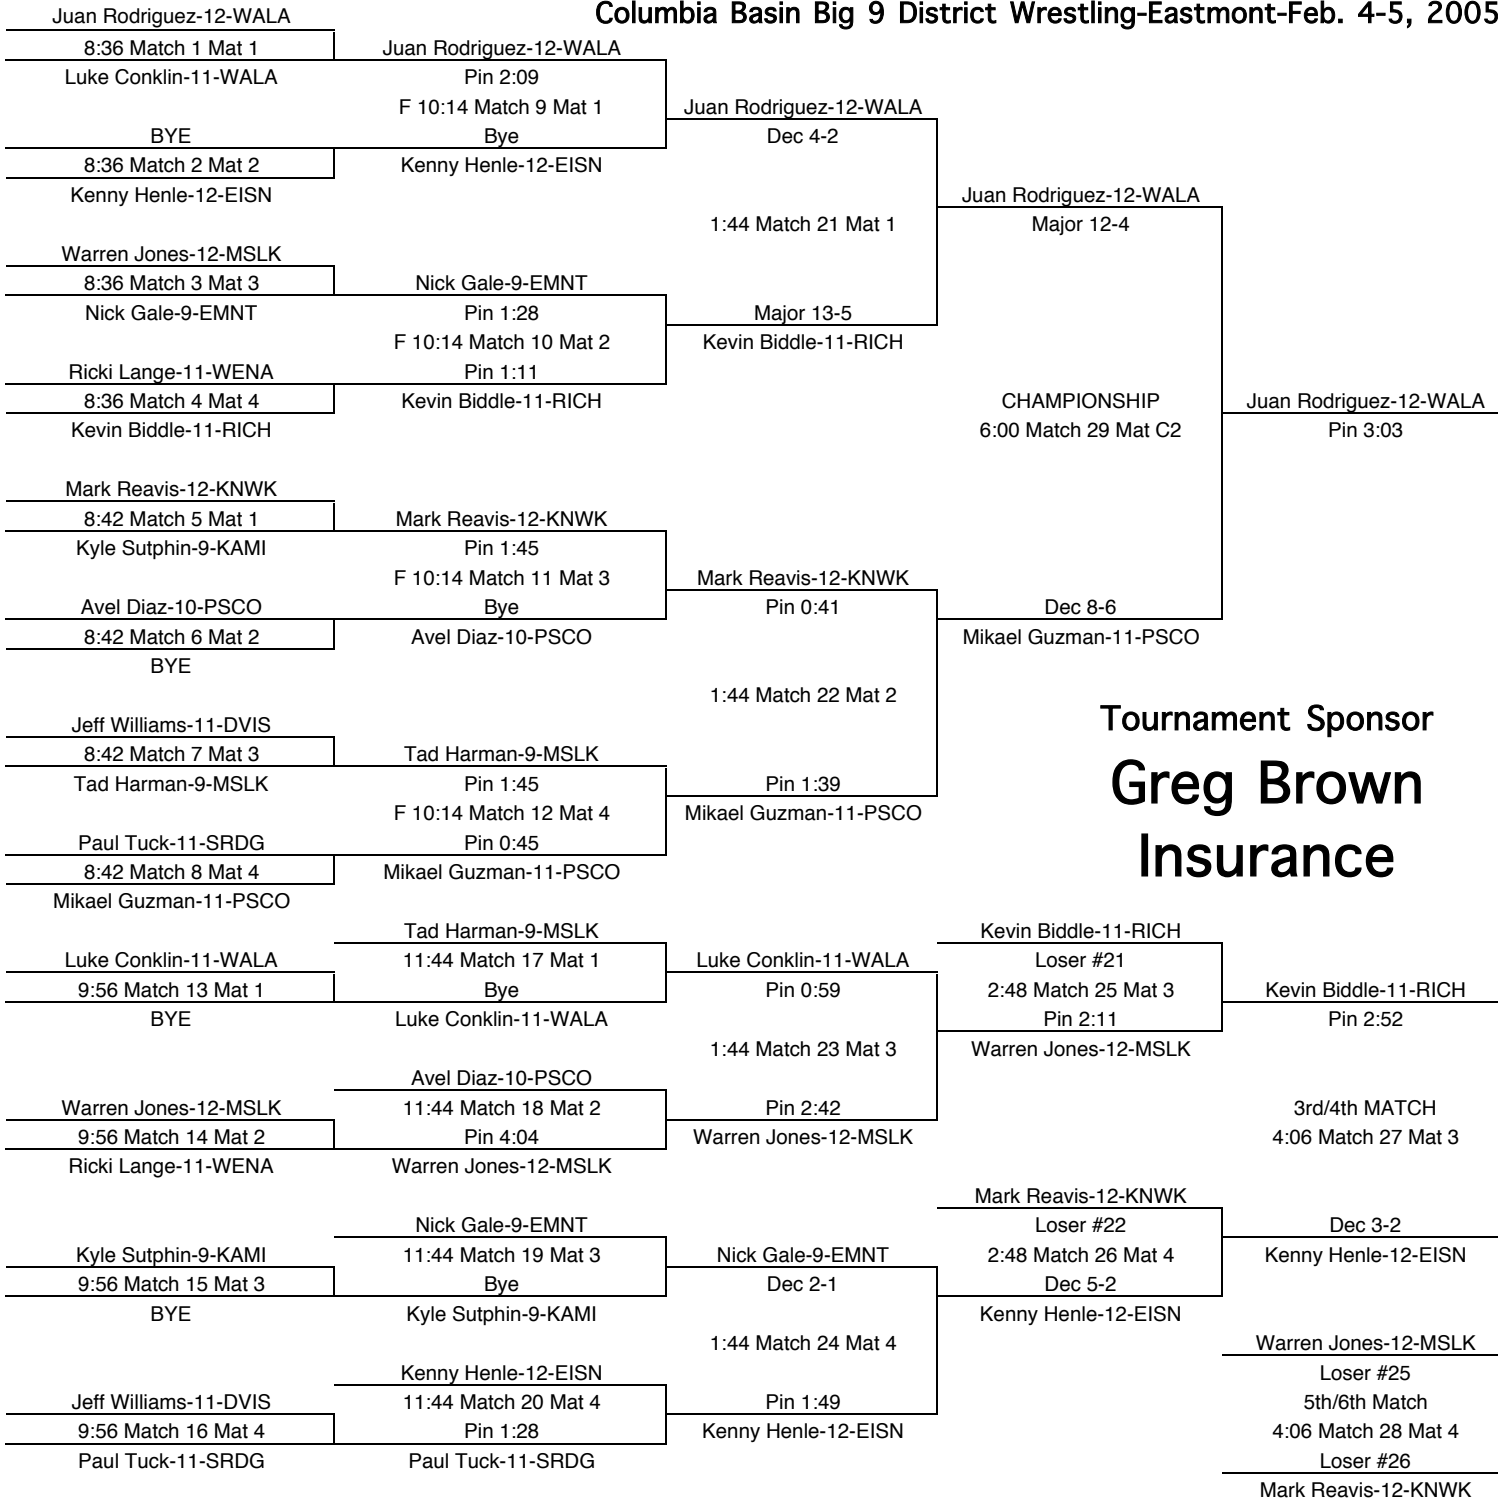 Columbia Basin Big 9 District Wrestling-Eastmont-Feb. 4-5, 2005
Juan Rodriguez-12-WALA
8:36 Match 1 Mat 1
Luke Conklin-11-WALA
BYE
8:36 Match 2 Mat 2
Kenny Henle-12-EISN
Warren Jones-12-MSLK
8:36 Match 3 Mat 3
Nick Gale-9-EMNT
Ricki Lange-11-WENA
8:36 Match 4 Mat 4
Kevin Biddle-11-RICH
Mark Reavis-12-KNWK
8:42 Match 5 Mat 1
Kyle Sutphin-9-KAMI
Avel Diaz-10-PSCO
8:42 Match 6 Mat 2
BYE
Jeff Williams-11-DVIS
8:42 Match 7 Mat 3
Tad Harman-9-MSLK
Paul Tuck-11-SRDG
8:42 Match 8 Mat 4
Mikael Guzman-11-PSCO
Juan Rodriguez-12-WALA
Pin 2:09
F 10:14 Match 9 Mat 1
Bye
Kenny Henle-12-EISN
Nick Gale-9-EMNT
Pin 1:28
F 10:14 Match 10 Mat 2
Pin 1:11
Kevin Biddle-11-RICH
Mark Reavis-12-KNWK
Pin 1:45
F 10:14 Match 11 Mat 3
Bye
Avel Diaz-10-PSCO
Tad Harman-9-MSLK
Pin 1:45
F 10:14 Match 12 Mat 4
Pin 0:45
Mikael Guzman-11-PSCO
Juan Rodriguez-12-WALA
Dec 4-2
1:44 Match 21 Mat 1
Major 13-5
Kevin Biddle-11-RICH
Mark Reavis-12-KNWK
Pin 0:41
1:44 Match 22 Mat 2
Pin 1:39
Mikael Guzman-11-PSCO
Juan Rodriguez-12-WALA
Major 12-4
CHAMPIONSHIP
6:00 Match 29 Mat C2
Dec 8-6
Mikael Guzman-11-PSCO
Juan Rodriguez-12-WALA
Pin 3:03
Tournament Sponsor
Greg Brown
Insurance
Luke Conklin-11-WALA
9:56 Match 13 Mat 1
BYE
Warren Jones-12-MSLK
9:56 Match 14 Mat 2
Ricki Lange-11-WENA
Kyle Sutphin-9-KAMI
9:56 Match 15 Mat 3
BYE
Jeff Williams-11-DVIS
9:56 Match 16 Mat 4
Paul Tuck-11-SRDG
Tad Harman-9-MSLK
11:44 Match 17 Mat 1
Bye
Luke Conklin-11-WALA
Avel Diaz-10-PSCO
11:44 Match 18 Mat 2
Pin 4:04
Warren Jones-12-MSLK
Nick Gale-9-EMNT
11:44 Match 19 Mat 3
Bye
Kyle Sutphin-9-KAMI
Kenny Henle-12-EISN
11:44 Match 20 Mat 4
Pin 1:28
Paul Tuck-11-SRDG
Luke Conklin-11-WALA
Pin 0:59
1:44 Match 23 Mat 3
Pin 2:42
Warren Jones-12-MSLK
Nick Gale-9-EMNT
Dec 2-1
1:44 Match 24 Mat 4
Pin 1:49
Kenny Henle-12-EISN
Kevin Biddle-11-RICH
Loser #21
2:48 Match 25 Mat 3
Pin 2:11
Warren Jones-12-MSLK
Mark Reavis-12-KNWK
Loser #22
2:48 Match 26 Mat 4
Dec 5-2
Kenny Henle-12-EISN
Kevin Biddle-11-RICH
Pin 2:52
3rd/4th MATCH
4:06 Match 27 Mat 3
Dec 3-2
Kenny Henle-12-EISN
Warren Jones-12-MSLK
Loser #25
5th/6th Match
4:06 Match 28 Mat 4
Loser #26
Mark Reavis-12-KNWK